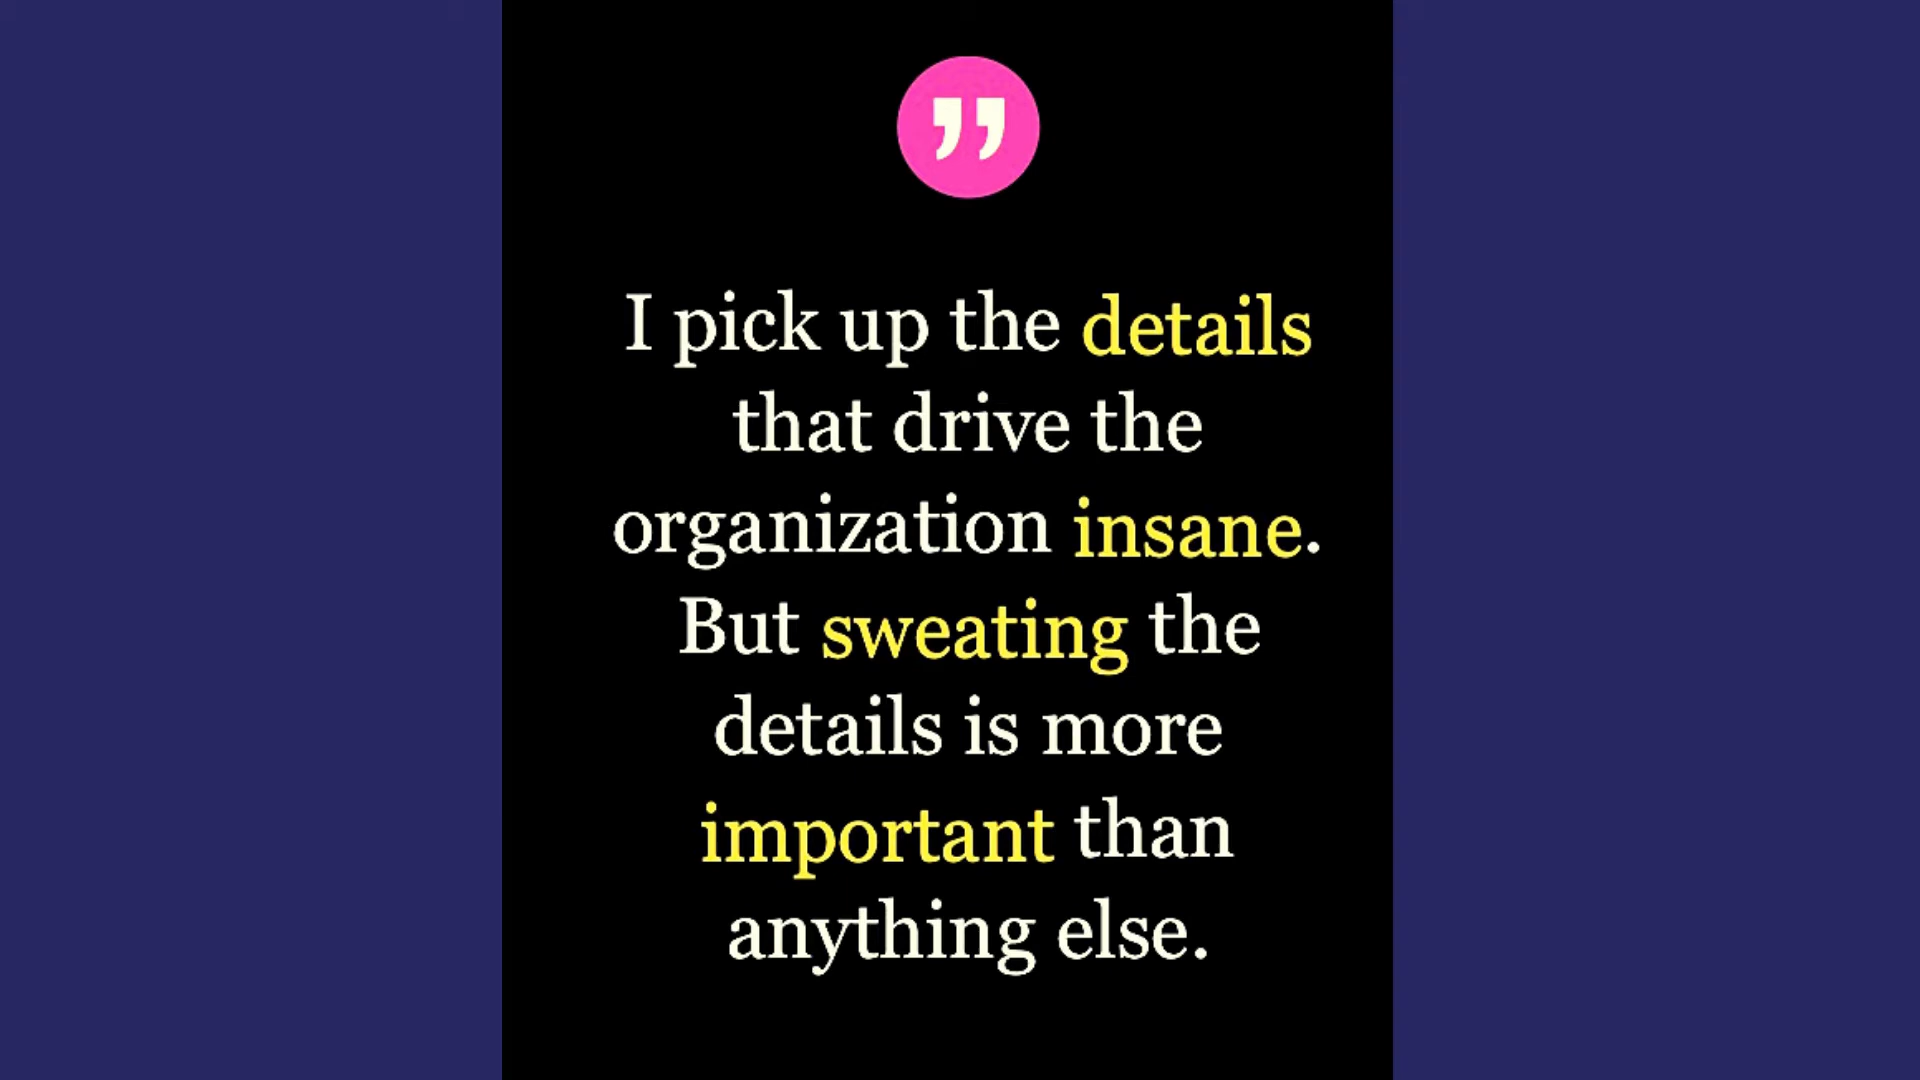 ”
I pick up the details
that drive the
organization insane.
But sweating the
details is more
important than
anything else.